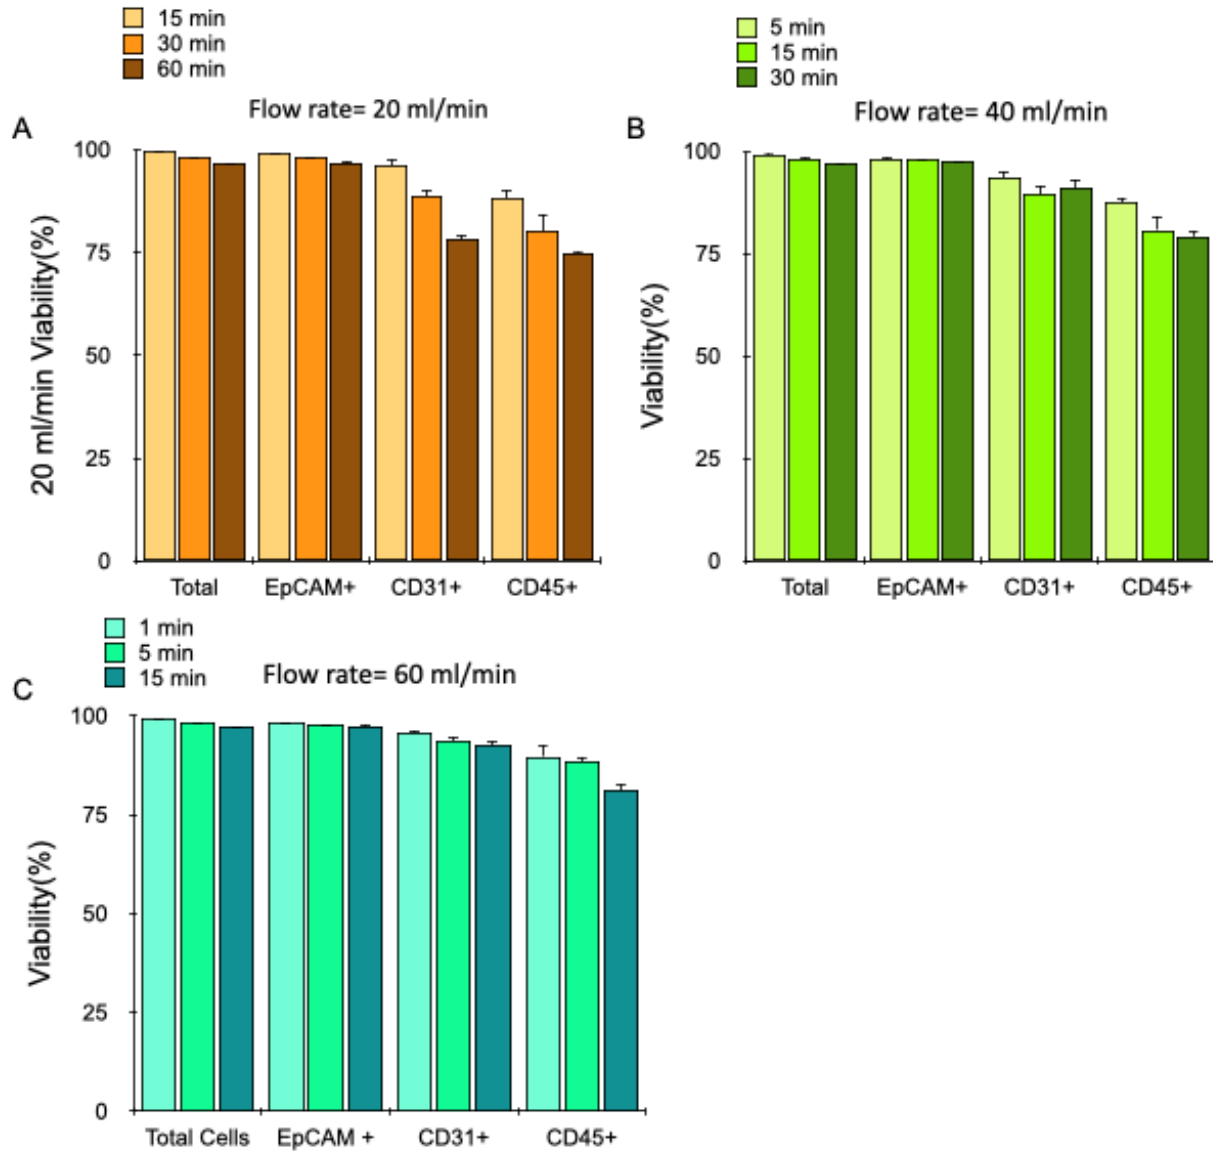 15 min
30 min
60 min
A
Flow rate= 20 ml/min
20 ml/min Viability(%)
100
75
50
25
0
Total EpCAM+ CD31+ CD45+
5 min
15 min
30 min
B
Flow rate= 40 ml/min
Viability(%)
100
75
50
25
0
Total EpCAM+ CD31+ CD45+
1 min
5 min
15 min
C
Flow rate= 60 ml/min
Viability(%)
100
75
50
25
0
Total Cells EpCAM + CD31+ CD45+